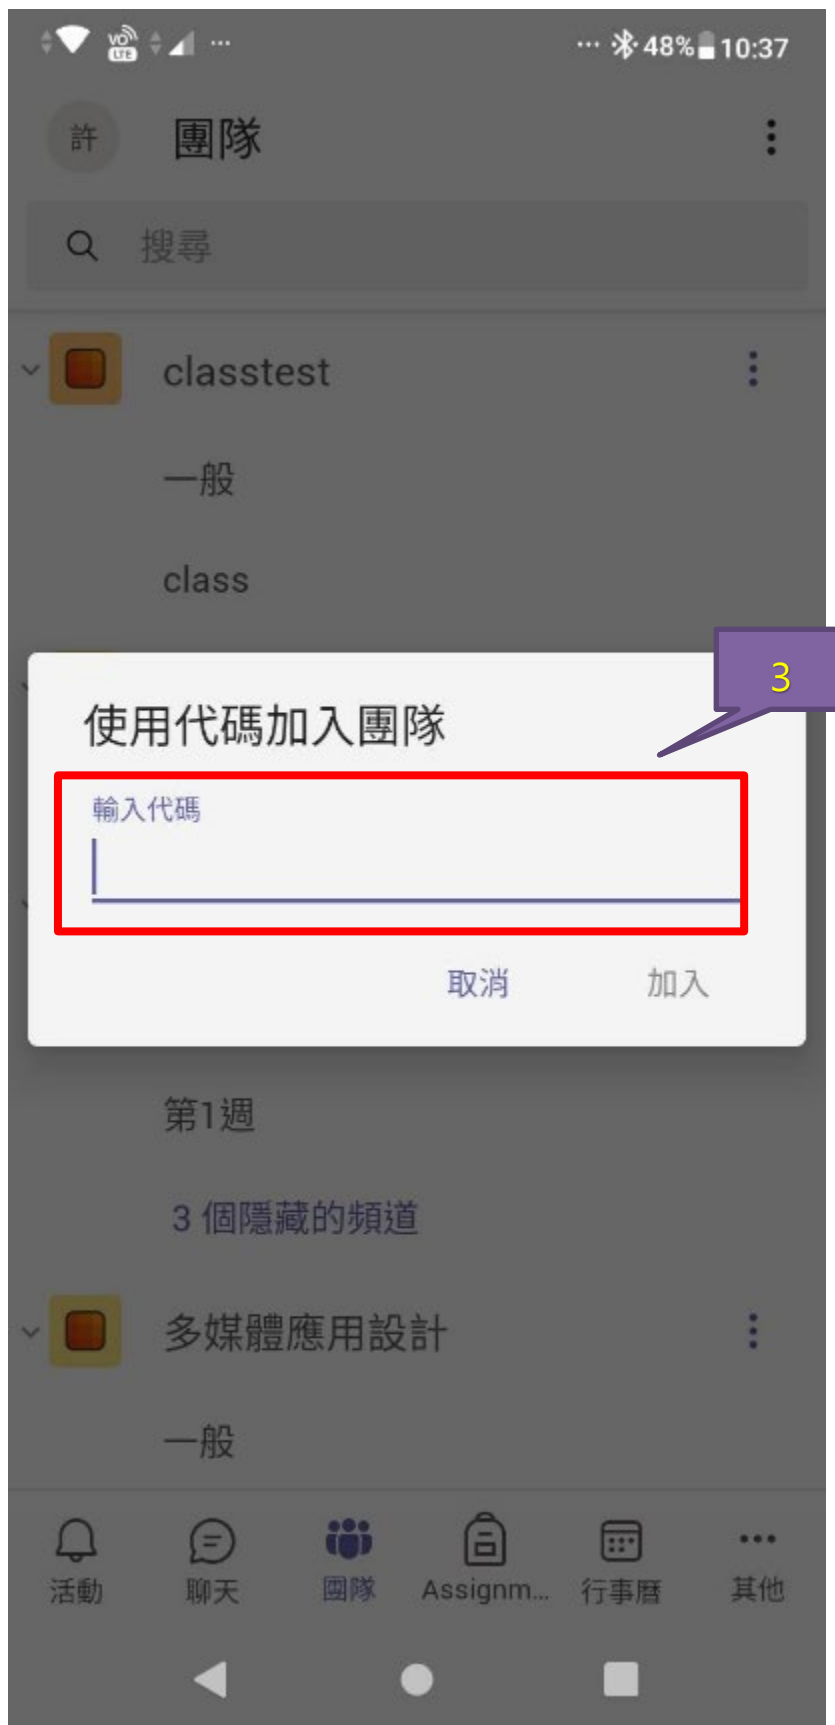 VO LTE 48% 10:37
許 團隊
搜尋
classtest
一般
class
3
使用代碼加入團隊
輸入代碼
取消 加入
第1週
3 個隱藏的頻道
多媒體應用設計
一般
活動 聊天 團隊 Assignm... 行事曆 其他